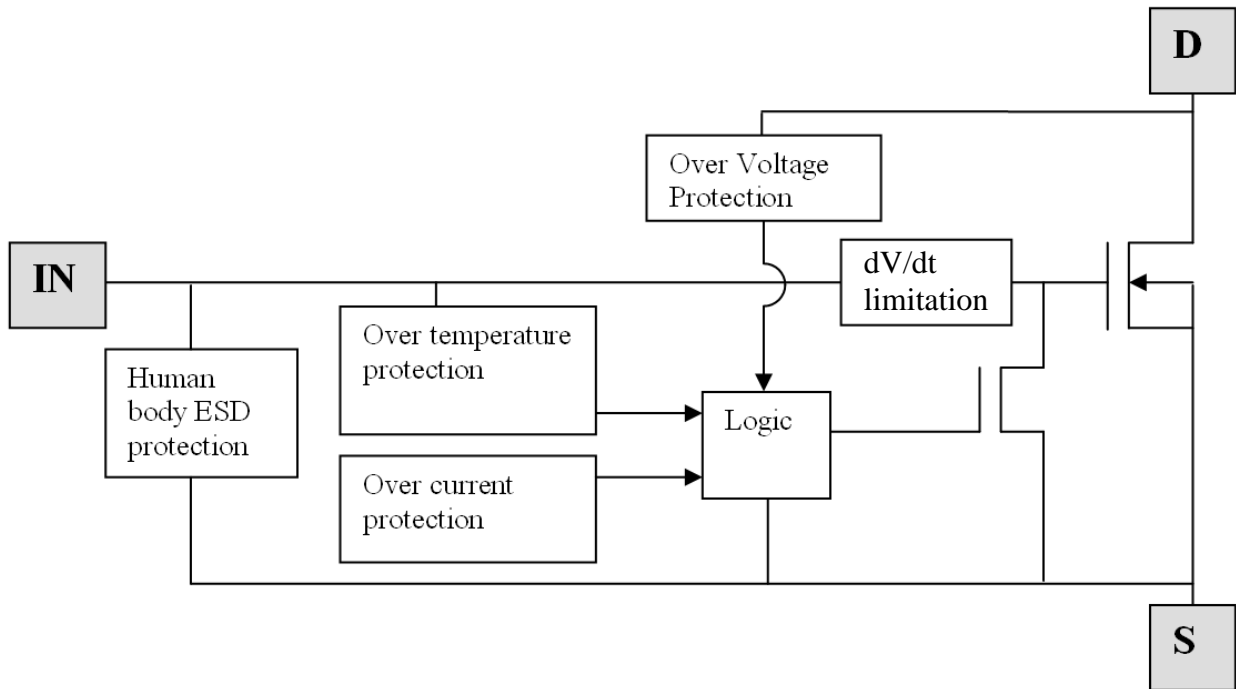 D
Over Voltage
Protection
IN
dV/dt
limitation
Over temperature
protection
Human
body ESD
protection
Logic
Over current
protection
S